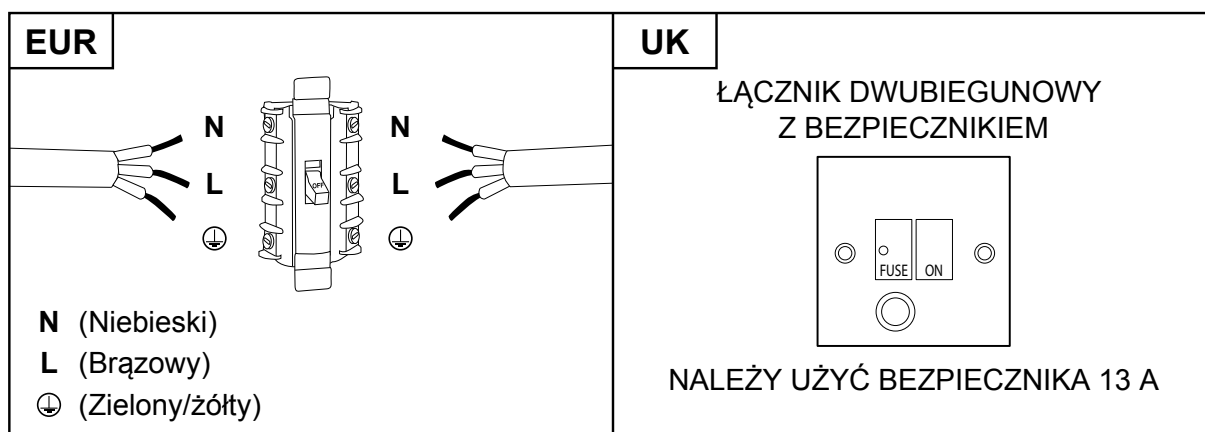 EUR
N
L
N
L
OFF
N (Niebieski)
L (Brązowy)
⏚ (Zielony/żółty)
UK
ŁĄCZNIK DWUBIEGUNOWY
Z BEZPIECZNIKIEM
FUSE ON
NALEŻY UŻYĆ BEZPIECZNIKA 13 A